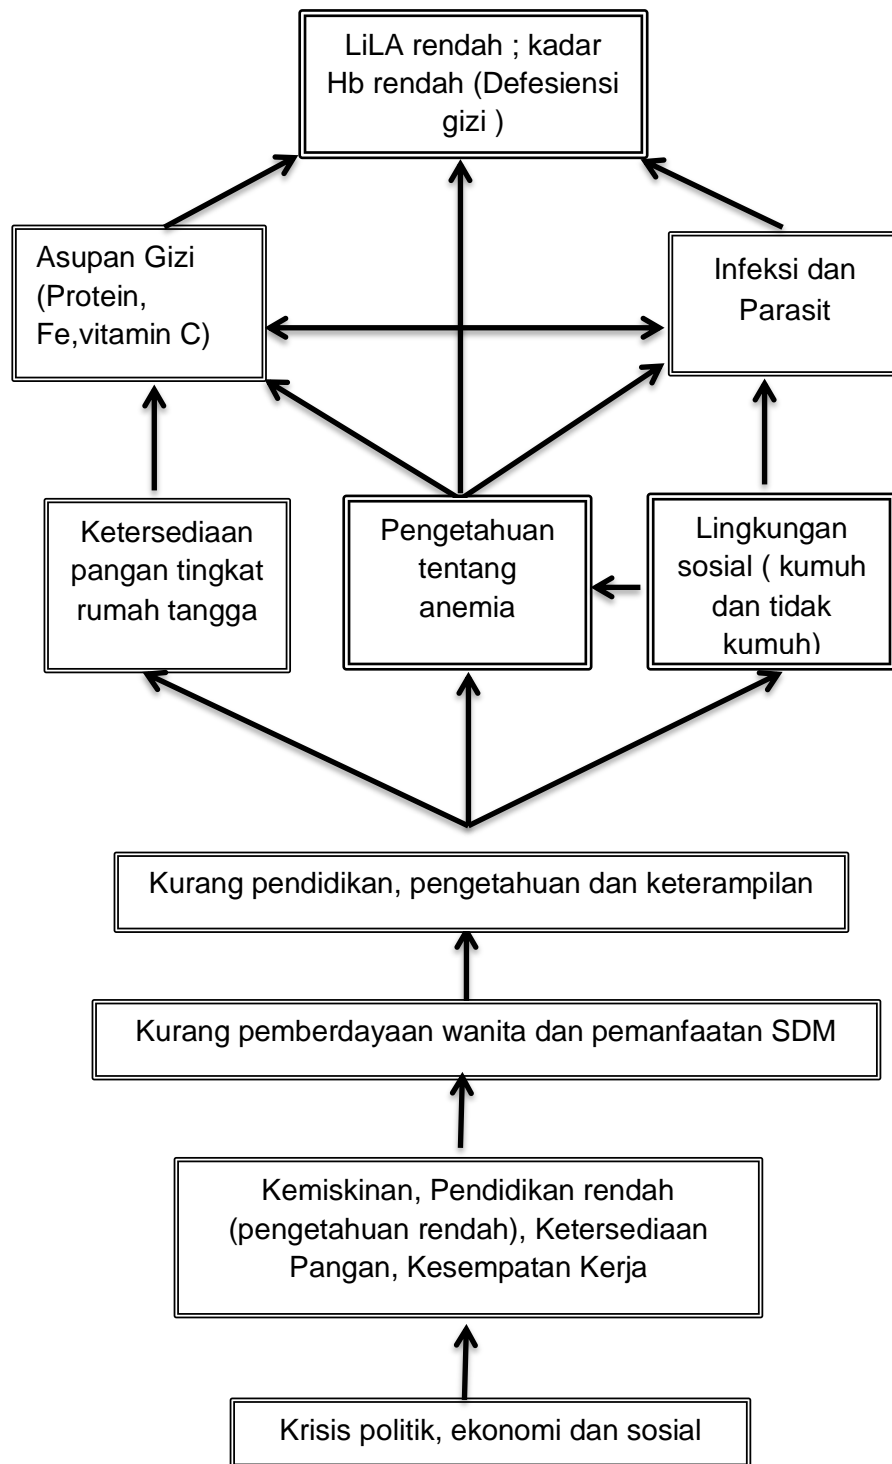 LiLA rendah ; kadar
Hb rendah (Defesiensi
gizi )
Asupan Gizi
(Protein,
Fe,vitamin C)
Infeksi dan
Parasit
Ketersediaan
pangan tingkat
rumah tangga
Pengetahuan
tentang
anemia
Lingkungan
sosial ( kumuh
dan tidak
kumuh)
Kurang pendidikan, pengetahuan dan keterampilan
Kurang pemberdayaan wanita dan pemanfaatan SDM
Kemiskinan, Pendidikan rendah
(pengetahuan rendah), Ketersediaan
Pangan, Kesempatan Kerja
Krisis politik, ekonomi dan sosial